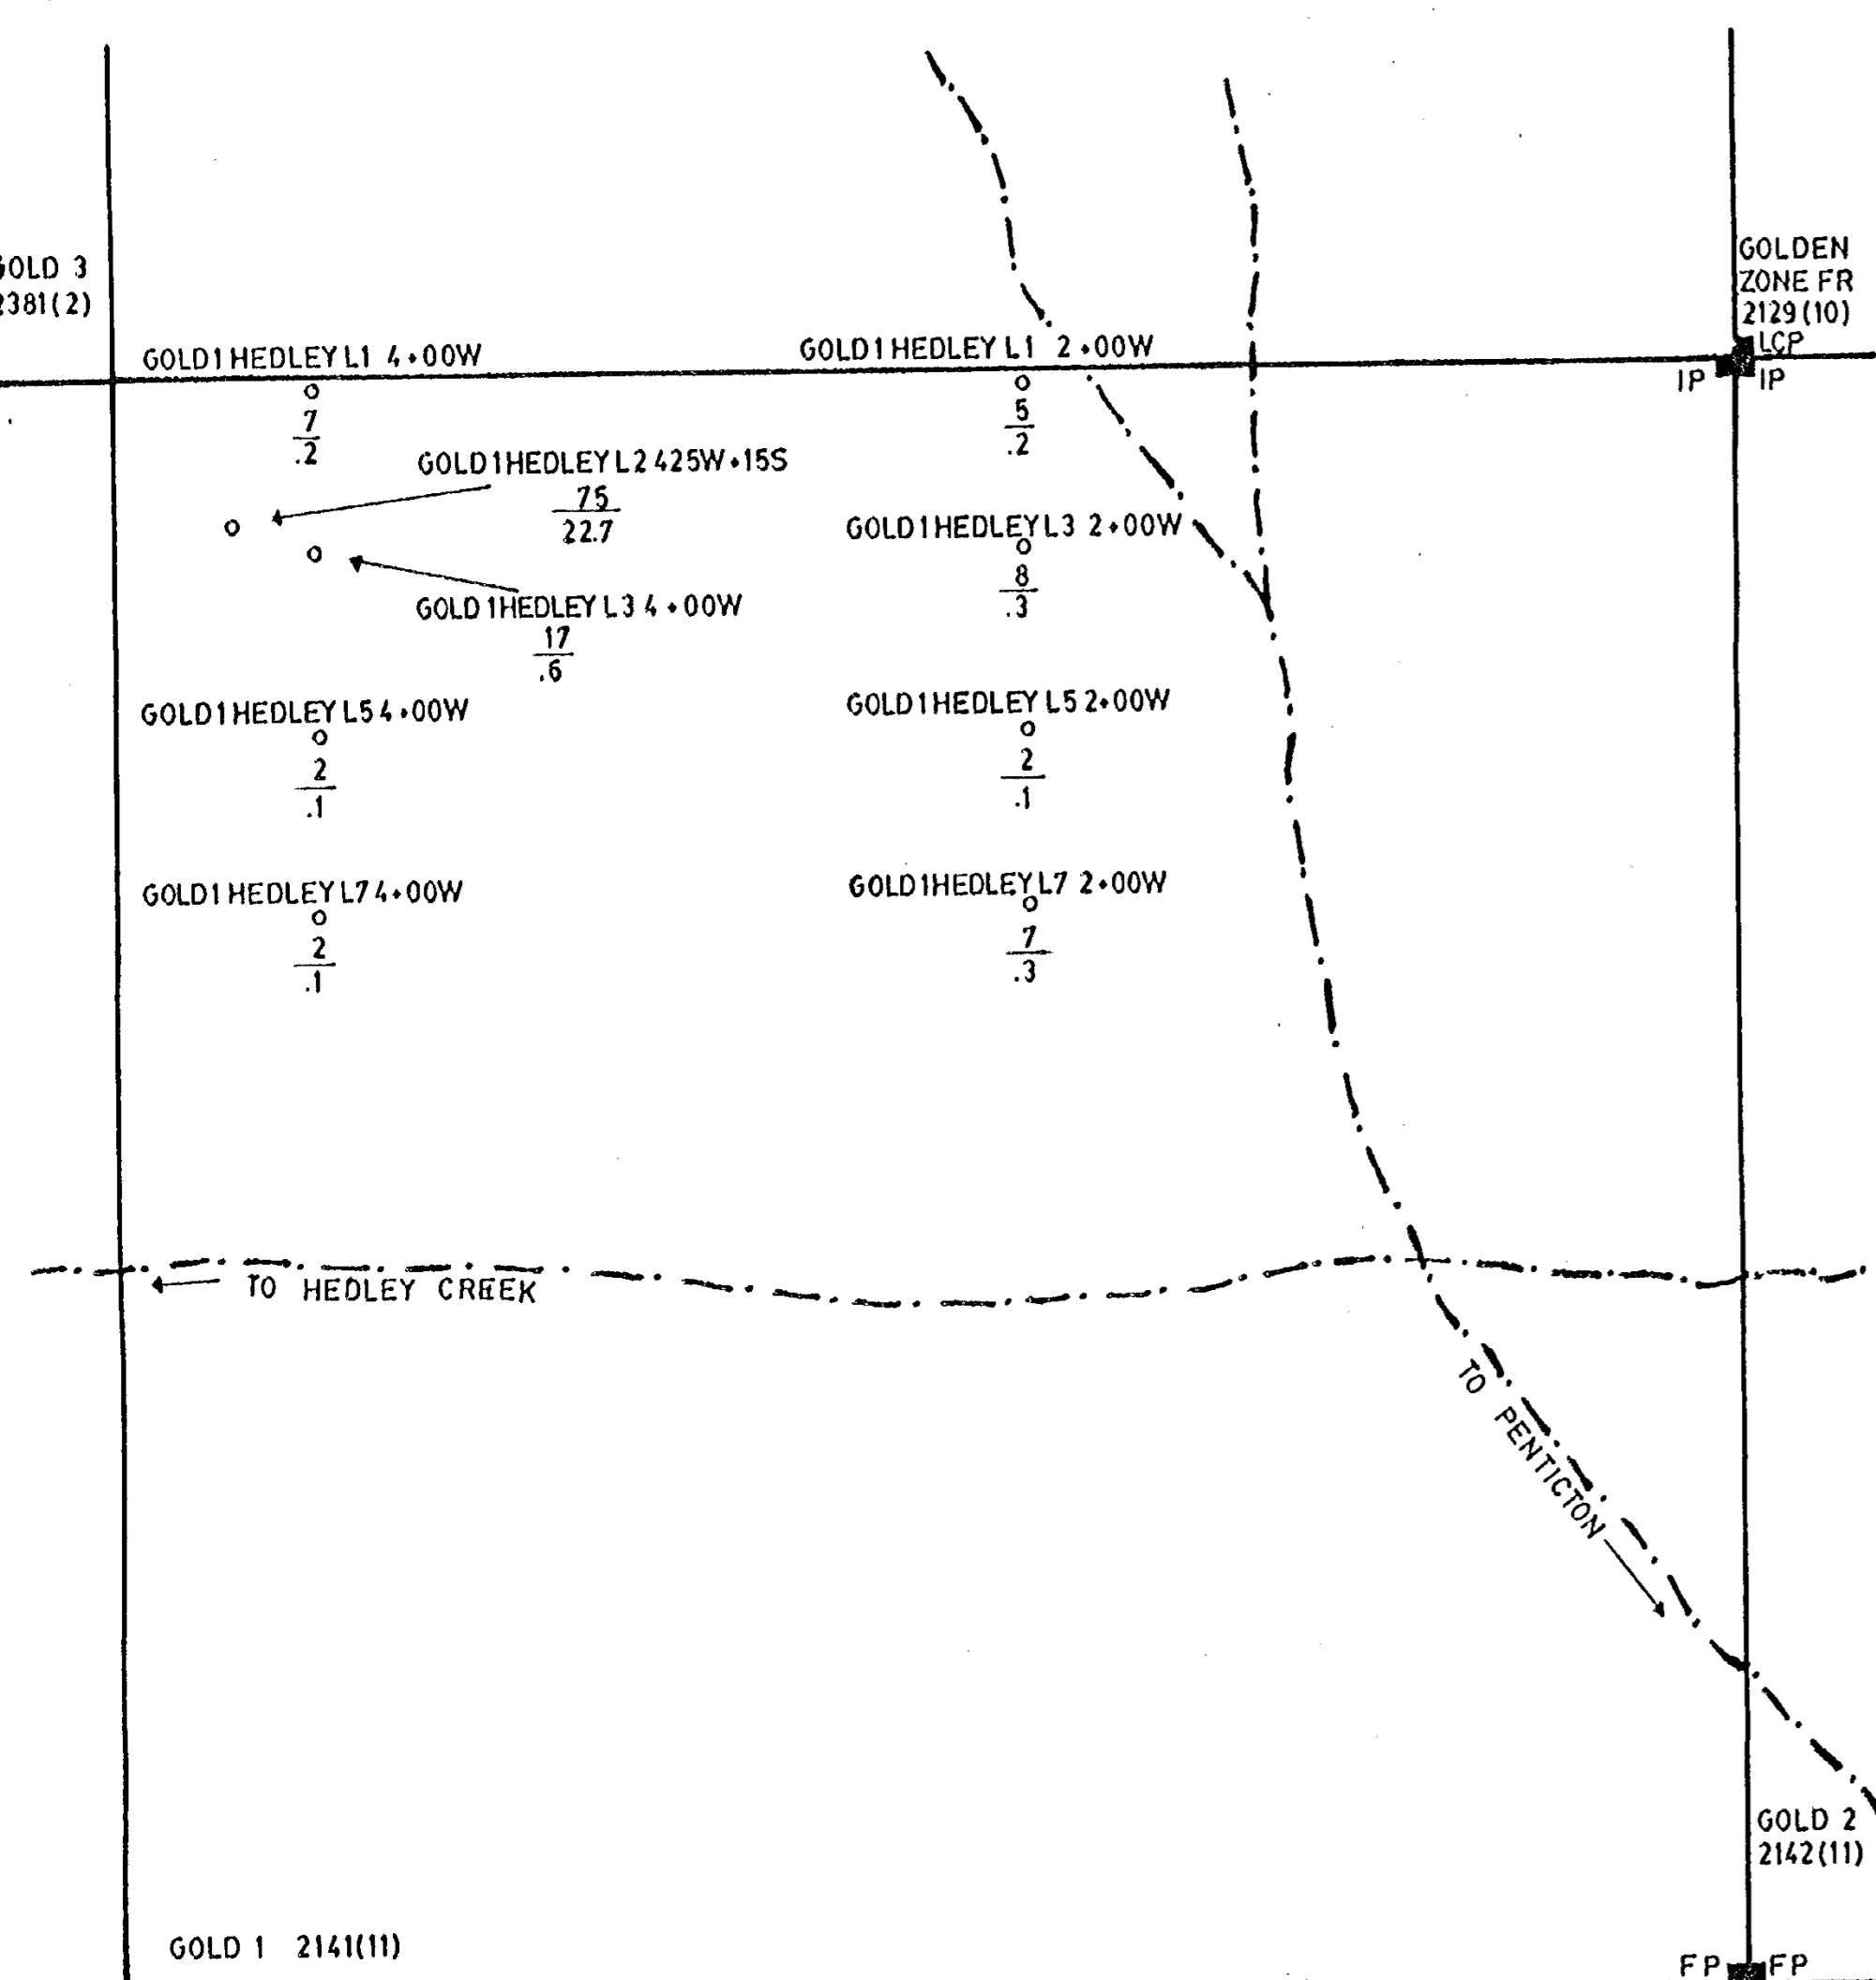 GOLD 3
2381(2)
GOLDEN
ZONE FR
2129(10)
LCP
IP IP
GOLD1HEDLEY L1 4+00W
7
.2
GOLD1HEDLEY L1 2+00W
5
.2
GOLD1HEDLEY L2 425W+15S
75
22.7
GOLD1HEDLEY L3 2+00W
8
.3
GOLD1HEDLEY L3 4+00W
17
.6
GOLD1HEDLEY L5 4+00W
2
.1
GOLD1HEDLEY L5 2+00W
2
.1
GOLD1HEDLEY L7 4+00W
2
.1
GOLD1HEDLEY L7 2+00W
7
.3
TO HEDLEY CREEK
TO PENTICTON
GOLD 2
2142(11)
GOLD 1 2141(11)
FP FP